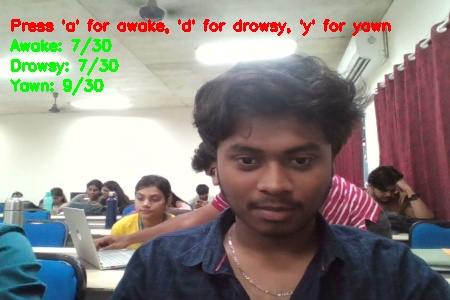 Press 'a' for awake, 'd' for drowsy, 'y' for yawn
Awake: 7/30
Drowsy: 7/30
Yawn: 9/30